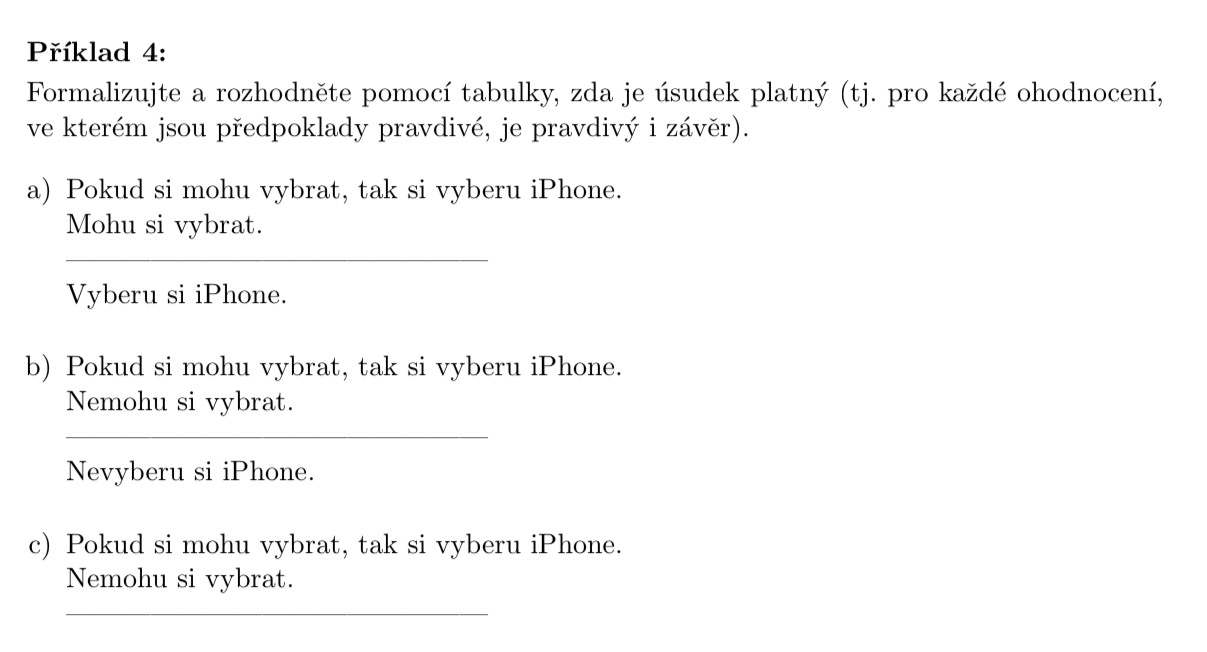 Příklad 4:
Formalizujte a rozhodněte pomocí tabulky, zda je úsudek platný (tj. pro každé ohodnocení,
ve kterém jsou předpoklady pravdivé, je pravdivý i závěr).
a) Pokud si mohu vybrat, tak si vyberu iPhone.
Mohu si vybrat.
Vyberu si iPhone.
b) Pokud si mohu vybrat, tak si vyberu iPhone.
Nemohu si vybrat.
Nevyberu si iPhone.
c) Pokud si mohu vybrat, tak si vyberu iPhone.
Nemohu si vybrat.